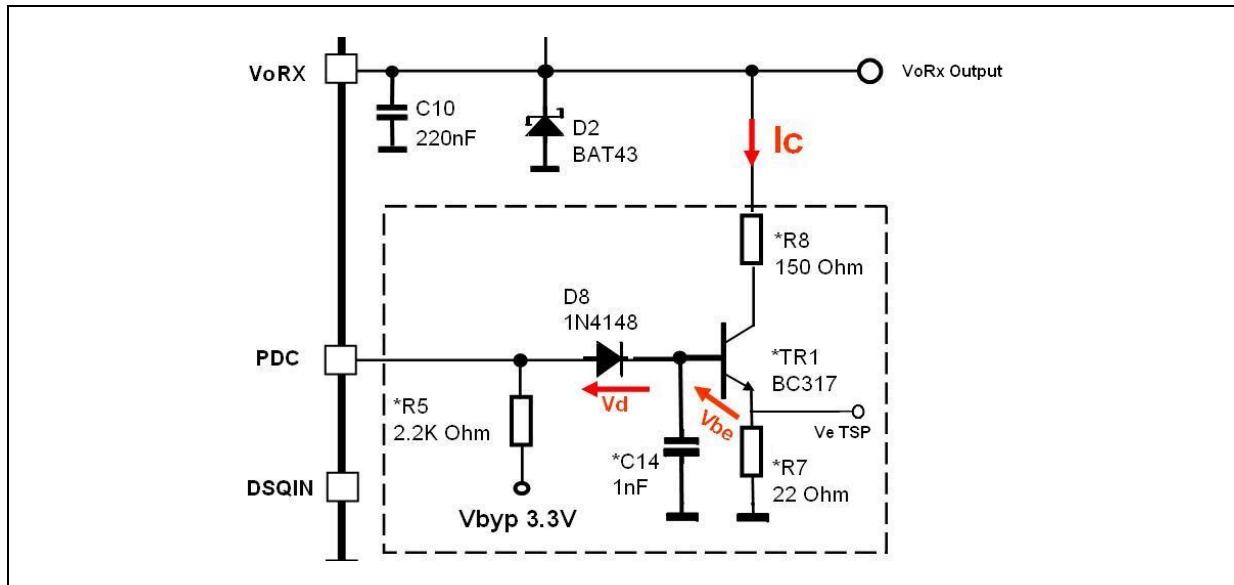 VoRX
VoRx Output
C10
220nF
D2
BAT43
Ic
*R8
150 Ohm
D8
1N4148
PDC
*TR1
BC317
Vd
Vbe
*R5
2.2K Ohm
Ve TSP
*C14
1nF
*R7
22 Ohm
DSQIN
Vbyp 3.3V